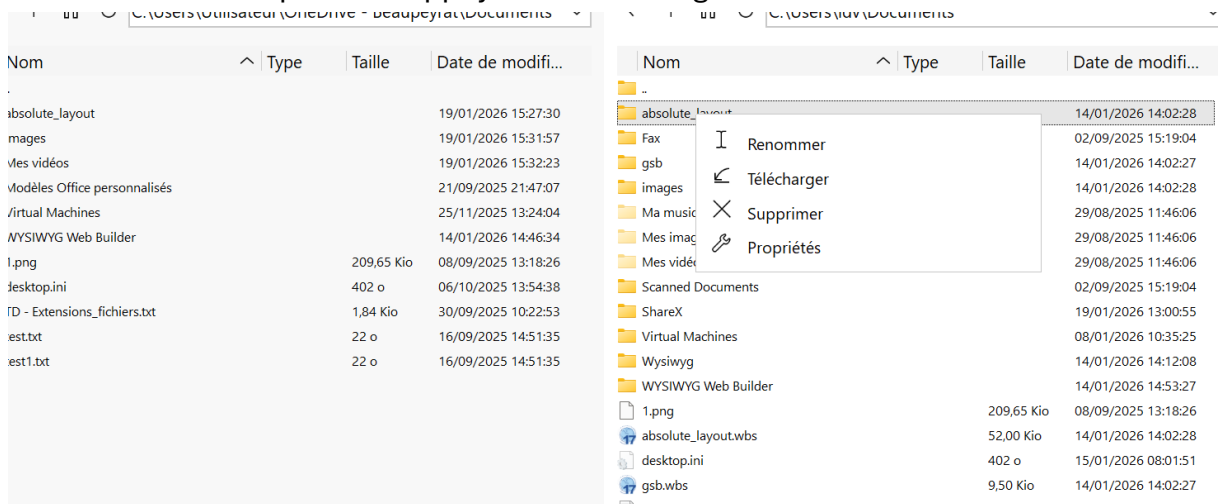 C:\Users\Utilisateur\OneDrive - Beaupeyrat\Documents
Nom Type Taille Date de modifi...
.
absolute_layout 19/01/2026 15:27:30
mages 19/01/2026 15:31:57
Mes vidéos 19/01/2026 15:32:23
Modèles Office personnalisés 21/09/2025 21:47:07
Virtual Machines 25/11/2025 13:24:04
WYSIWYG Web Builder 14/01/2026 14:46:34
1.png 209,65 Kio 08/09/2025 13:18:26
desktop.ini 402 o 06/10/2025 13:54:38
TD - Extensions_fichiers.txt 1,84 Kio 30/09/2025 10:22:53
test.txt 22 o 16/09/2025 14:51:35
test1.txt 22 o 16/09/2025 14:51:35
C:\Users\ldv\Documents
Nom Type Taille Date de modifi...
..
absolute_layout 14/01/2026 14:02:28
Fax 02/09/2025 15:19:04
gsb 14/01/2026 14:02:27
images 14/01/2026 14:02:28
Ma music 29/08/2025 11:46:06
Mes imag 29/08/2025 11:46:06
Mes vidé 29/08/2025 11:46:06
Scanned Documents 02/09/2025 15:19:04
ShareX 19/01/2026 13:00:55
Virtual Machines 08/01/2026 10:35:25
Wysiwyg 14/01/2026 14:12:08
WYSIWYG Web Builder 14/01/2026 14:53:27
1.png 209,65 Kio 08/09/2025 13:18:26
absolute_layout.wbs 52,00 Kio 14/01/2026 14:02:28
desktop.ini 402 o 15/01/2026 08:01:51
gsb.wbs 9,50 Kio 14/01/2026 14:02:27
Renommer
Télécharger
Supprimer
Propriétés